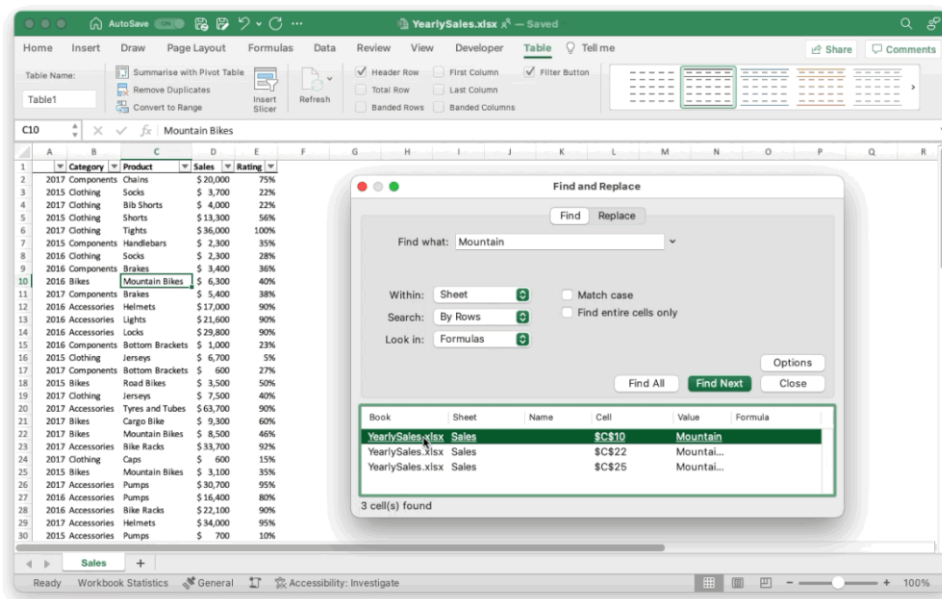 AutoSave
YearlySales.xlsx — Saved
Home Insert Draw Page Layout Formulas Data Review View Developer Table Tell me Share Comments
Table Name:
Table1
Summarise with Pivot Table
Remove Duplicates
Convert to Range
Insert Slicer
Refresh
Header Row First Column Filter Button
Total Row Last Column
Banded Rows Banded Columns
C10 fx Mountain Bikes
A B C D E F G H I J K L M N O P Q R
1 Category Product Sales Rating
2 2017 Components Chains $ 20,000 75%
3 2015 Clothing Socks $ 3,700 22%
4 2017 Clothing Bib Shorts $ 4,000 22%
5 2015 Clothing Shorts $ 13,300 56%
6 2017 Clothing Tights $ 36,000 100%
7 2015 Components Handlebars $ 2,300 35%
8 2016 Clothing Socks $ 2,300 28%
9 2016 Components Brakes $ 3,400 36%
10 2016 Bikes Mountain Bikes $ 6,300 40%
11 2017 Components Brakes $ 5,400 38%
12 2016 Accessories Helmets $ 17,000 90%
13 2016 Accessories Lights $ 21,600 90%
14 2016 Accessories Locks $ 29,800 90%
15 2016 Components Bottom Brackets $ 1,000 23%
16 2015 Clothing Jerseys $ 6,700 5%
17 2017 Components Bottom Brackets $ 600 27%
18 2015 Bikes Road Bikes $ 3,500 50%
19 2017 Clothing Jerseys $ 7,500 40%
20 2017 Accessories Tyres and Tubes $ 63,700 90%
21 2017 Bikes Cargo Bike $ 9,300 60%
22 2017 Bikes Mountain Bikes $ 8,500 46%
23 2017 Accessories Bike Racks $ 33,700 92%
24 2017 Clothing Caps $ 600 15%
25 2015 Bikes Mountain Bikes $ 3,100 35%
26 2017 Accessories Pumps $ 30,700 95%
27 2016 Accessories Pumps $ 16,400 80%
28 2016 Accessories Bike Racks $ 22,100 90%
29 2017 Accessories Helmets $ 34,000 95%
30 2015 Accessories Pumps $ 700 10%
Find and Replace
Find Replace
Find what: Mountain
Within: Sheet Match case
Search: By Rows Find entire cells only
Look in: Formulas
Options
Find All Find Next Close
Book Sheet Name Cell Value Formula
YearlySales.xlsx Sales $C$10 Mountain
YearlySales.xlsx Sales $C$22 Mountai...
YearlySales.xlsx Sales $C$25 Mountai...
3 cell(s) found
Sales +
Ready Workbook Statistics General Accessibility: Investigate 100%